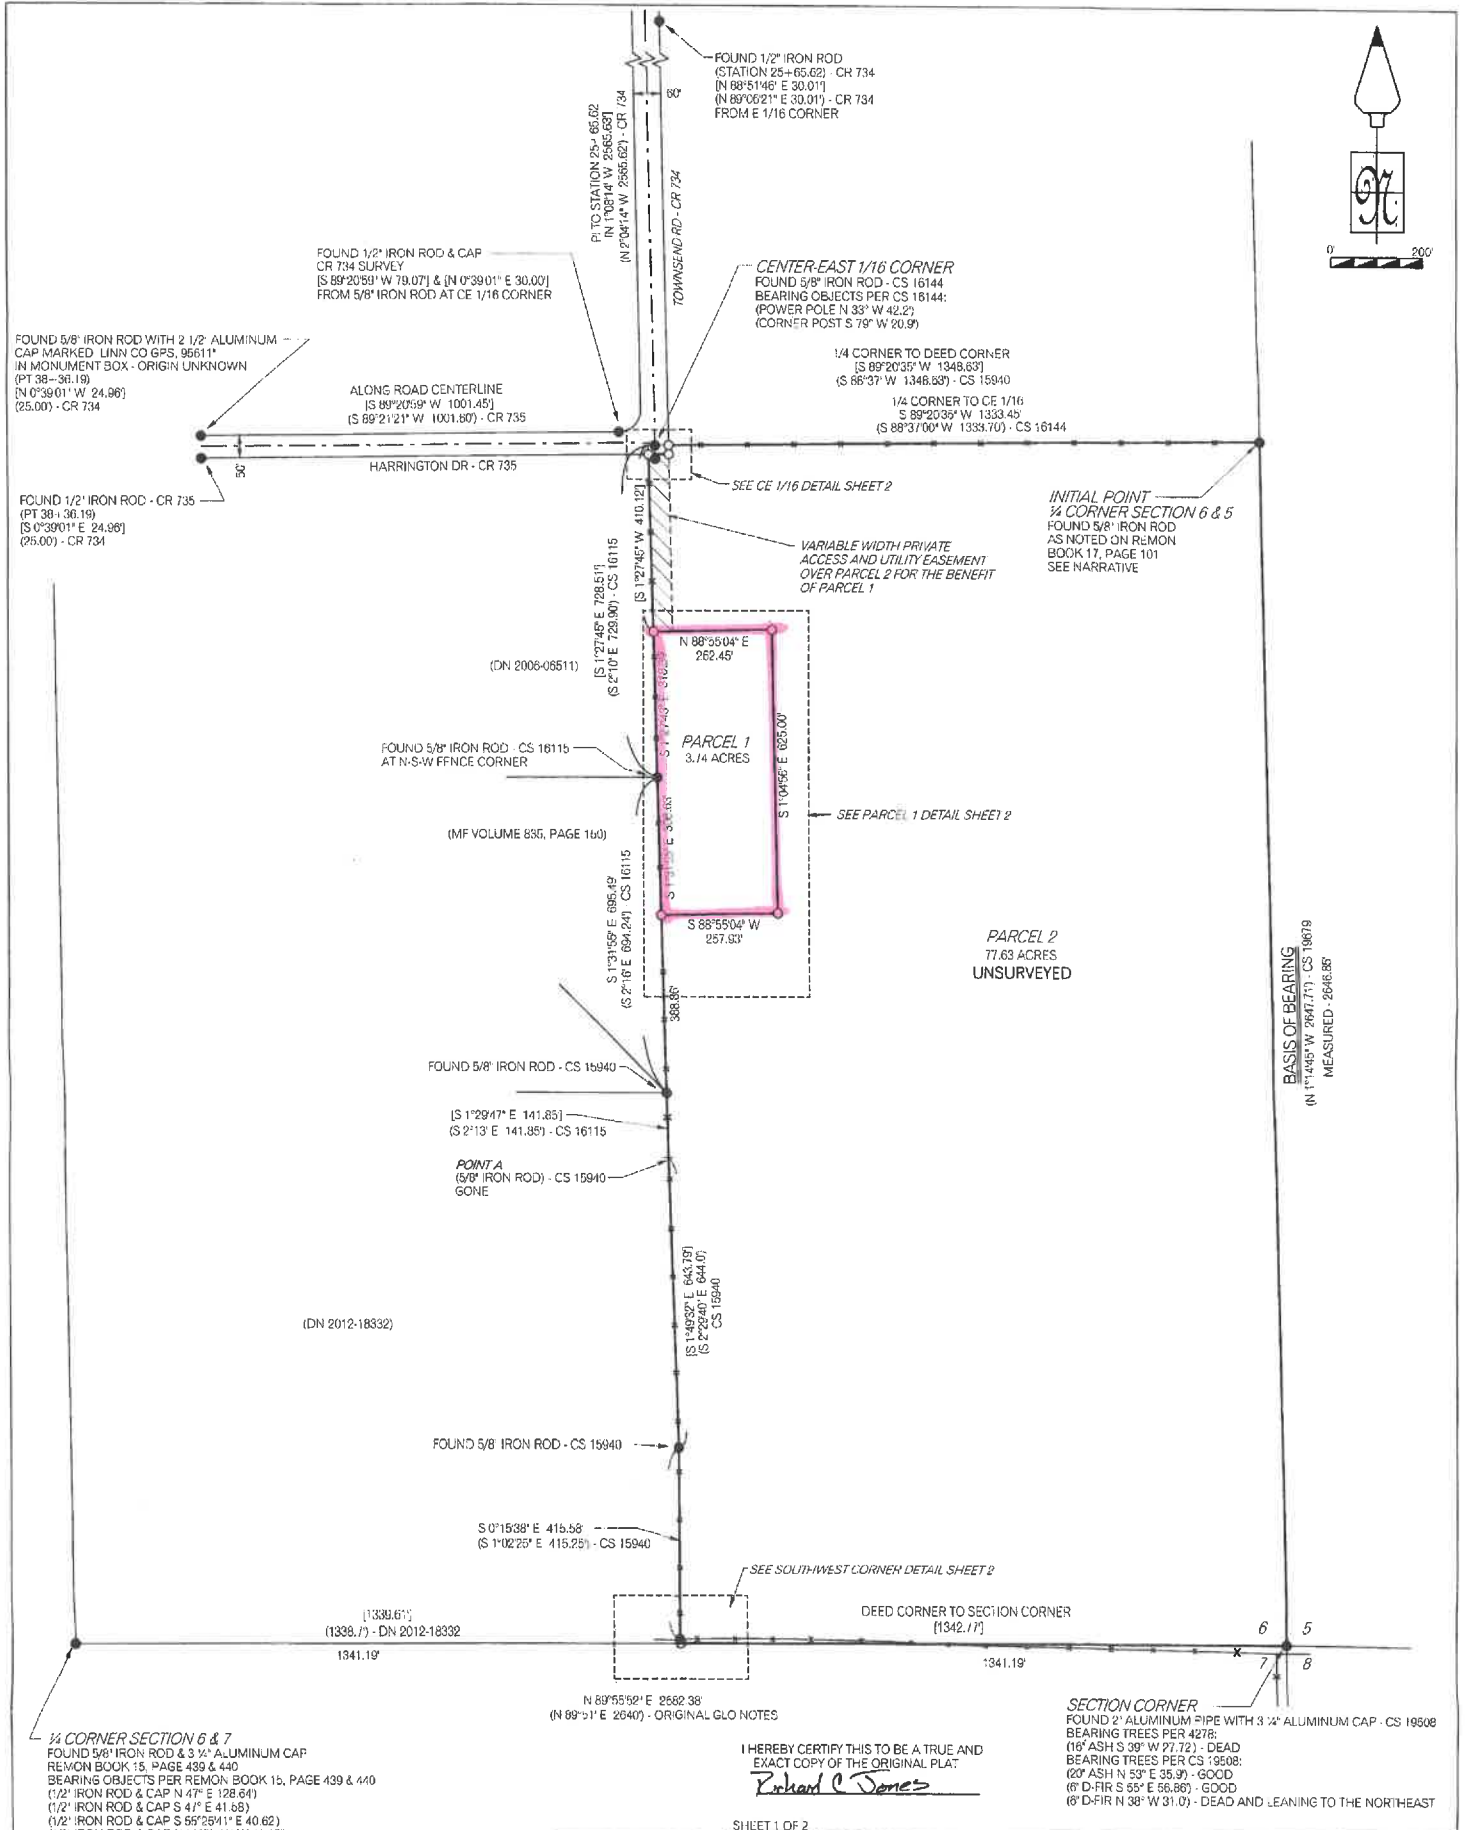 FOUND 1/2" IRON ROD
(STATION 25+65.62) - CR 734
[N 88°51'46" E 30.01']
(N 89°06'21" E 30.01') - CR 734
FROM E 1/16 CORNER
60'
PI TO STATION 25+65.62
[N 1°08'14" W 2565.63']
(N 2°04'14" W 2565.62') - CR 734
TOWNSEND RD - CR 734
0' 200'
FOUND 1/2" IRON ROD & CAP
CR 734 SURVEY
[S 89°20'59" W 79.07'] & [N 0°39'01" E 30.00']
FROM 5/8" IRON ROD AT CE 1/16 CORNER
CENTER-EAST 1/16 CORNER
FOUND 5/8" IRON ROD - CS 16144
BEARING OBJECTS PER CS 16144:
(POWER POLE N 33° W 42.2')
(CORNER POST S 79° W 20.9')
FOUND 5/8" IRON ROD WITH 2 1/2" ALUMINUM
CAP MARKED LINN CO GPS, 95611"
IN MONUMENT BOX - ORIGIN UNKNOWN
(PT 38+36.19)
[N 0°39'01" W 24.96']
(25.00') - CR 734
1/4 CORNER TO DEED CORNER
[S 89°20'35" W 1348.63']
(S 88°37' W 1348.63') - CS 15940
ALONG ROAD CENTERLINE
[S 89°20'59" W 1001.45']
(S 89°21'21" W 1001.60') - CR 735
1/4 CORNER TO CE 1/16
S 89°20'35" W 1333.45'
(S 88°37'00" W 1333.70') - CS 16144
50'
HARRINGTON DR - CR 735
SEE CE 1/16 DETAIL SHEET 2
FOUND 1/2" IRON ROD - CR 735
(PT 38+36.19)
[S 0°39'01" E 24.96']
(25.00') - CR 734
INITIAL POINT
1/4 CORNER SECTION 6 & 5
FOUND 5/8" IRON ROD
AS NOTED ON REMON
BOOK 17, PAGE 101
SEE NARRATIVE
[S 1°27'45" W 410.12']
VARIABLE WIDTH PRIVATE
ACCESS AND UTILITY EASEMENT
OVER PARCEL 2 FOR THE BENEFIT
OF PARCEL 1
[S 1°27'45" E 728.51']
(S 2°10' E 729.90') - CS 16115
N 88°55'04" E
262.45'
(DN 2006-06511)
PARCEL 1
3.74 ACRES
S 1°04'56" E 625.00'
FOUND 5/8" IRON ROD - CS 16115
AT N-S-W FENCE CORNER
SEE PARCEL 1 DETAIL SHEET 2
(MF VOLUME 835, PAGE 160)
S 1°31'55" E 695.49'
(S 2°16' E 694.24') CS 16115
S 88°55'04" W
257.93'
388.86'
PARCEL 2
77.63 ACRES
UNSURVEYED
BASIS OF BEARING
(N 1°14'45" W 2647.71') - CS 19679
MEASURED - 2646.85'
FOUND 5/8" IRON ROD - CS 15940
[S 1°29'47" E 141.85]
(S 2°13' E 141.85') - CS 16115
POINT A
(5/8" IRON ROD) - CS 15940
GONE
[S 1°49'32" E 643.79']
(S 2°29'40" E 644.0')
CS 15940
(DN 2012-18332)
FOUND 5/8" IRON ROD - CS 15940
S 0°15'38" E 415.58'
(S 1°02'25" E 415.25') - CS 15940
SEE SOUTHWEST CORNER DETAIL SHEET 2
[1339.61']
(1338.7') - DN 2012-18332
1341.19'
DEED CORNER TO SECTION CORNER
[1342.77']
1341.19'
6 5
7 8
N 89°55'52" E 2682.38'
(N 89°51' E 2640') - ORIGINAL GLO NOTES
1/4 CORNER SECTION 6 & 7
FOUND 5/8" IRON ROD & 3 1/4" ALUMINUM CAP
REMON BOOK 15, PAGE 439 & 440
BEARING OBJECTS PER REMON BOOK 15, PAGE 439 & 440
(1/2" IRON ROD & CAP N 47° E 128.64')
(1/2" IRON ROD & CAP S 47° E 41.58)
(1/2" IRON ROD & CAP S 55°25'41" E 40.62)
I HEREBY CERTIFY THIS TO BE A TRUE AND
EXACT COPY OF THE ORIGINAL PLAT
Richard C Jones
SECTION CORNER
FOUND 2" ALUMINUM PIPE WITH 3 1/4" ALUMINUM CAP - CS 19508
BEARING TREES PER 4278:
(16" ASH S 39° W 27.72') - DEAD
BEARING TREES PER CS 19508:
(20" ASH N 53° E 35.9') - GOOD
(6" D-FIR S 55° E 56.86') - GOOD
(8" D-FIR N 38° W 31.0') - DEAD AND LEANING TO THE NORTHEAST
SHEET 1 OF 2